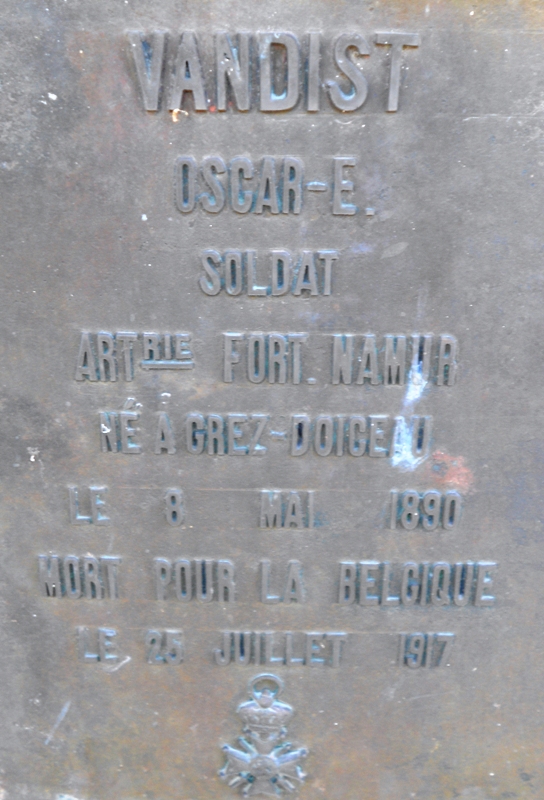 VANDIST
OSCAR-E.
SOLDAT
ARTRIE FORT. NAMUR
NÉ À GREZ-DOICEAU
LE 8 MAI 1890
MORT POUR LA BELGIQUE
LE 25 JUILLET 1917